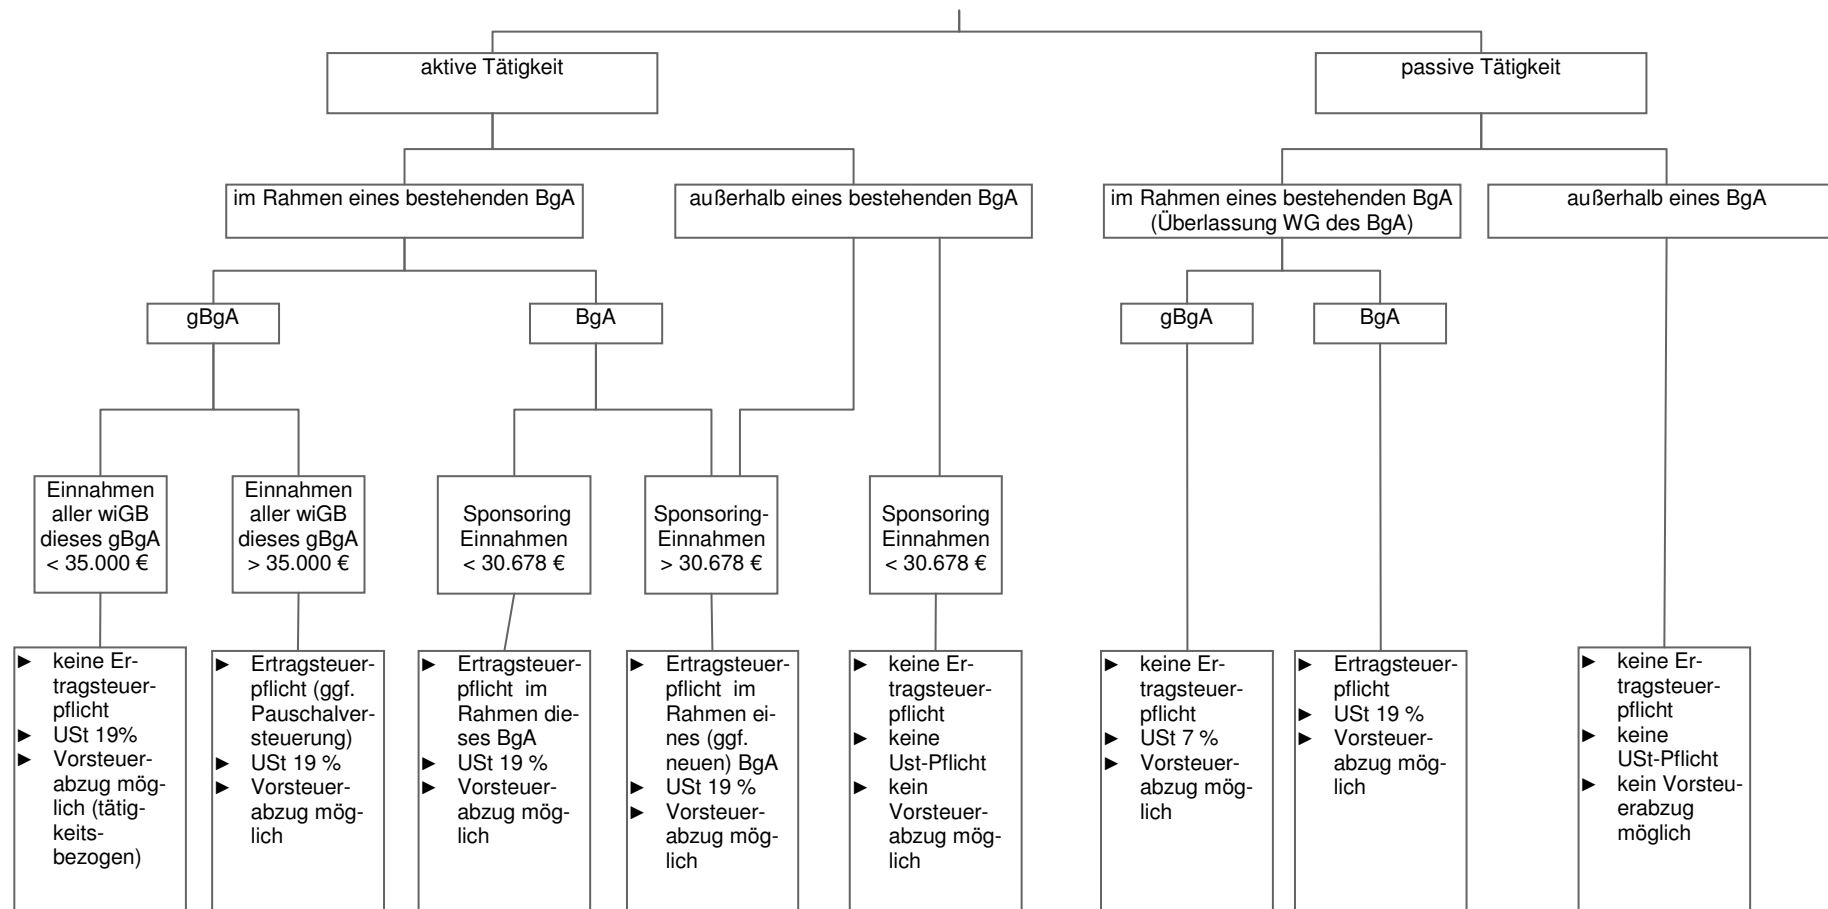 aktive Tätigkeit
passive Tätigkeit
im Rahmen eines bestehenden BgA
außerhalb eines bestehenden BgA
im Rahmen eines bestehenden BgA
(Überlassung WG des BgA)
außerhalb eines BgA
gBgA
BgA
gBgA
BgA
Einnahmen
aller wiGB
dieses gBgA
< 35.000 €
Einnahmen
aller wiGB
dieses gBgA
> 35.000 €
Sponsoring
Einnahmen
< 30.678 €
Sponsoring-
Einnahmen
> 30.678 €
Sponsoring
Einnahmen
< 30.678 €
► keine Er-
tragsteuer-
pflicht
► USt 19%
► Vorsteuer-
abzug mög-
lich (tätig-
keits-
bezogen)
► Ertragsteuer-
pflicht (ggf.
Pauschalver-
steuerung)
► USt 19 %
► Vorsteuer-
abzug mög-
lich
► Ertragsteuer-
pflicht im
Rahmen die-
ses BgA
► USt 19 %
► Vorsteuer-
abzug mög-
lich
► Ertragsteuer-
pflicht im
Rahmen ei-
nes (ggf.
neuen) BgA
► USt 19 %
► Vorsteuer-
abzug mög-
lich
► keine Er-
tragsteuer-
pflicht
► keine
Ust-Pflicht
► kein
Vorsteuer-
abzug mög-
lich
► keine Er-
tragsteuer-
pflicht
► USt 7 %
► Vorsteuer-
abzug mög-
lich
► Ertragsteuer-
pflicht
► USt 19 %
► Vorsteuer-
abzug mög-
lich
► keine Er-
tragsteuer-
pflicht
► keine
USt-Pflicht
► kein Vorsteu-
erabzug
möglich